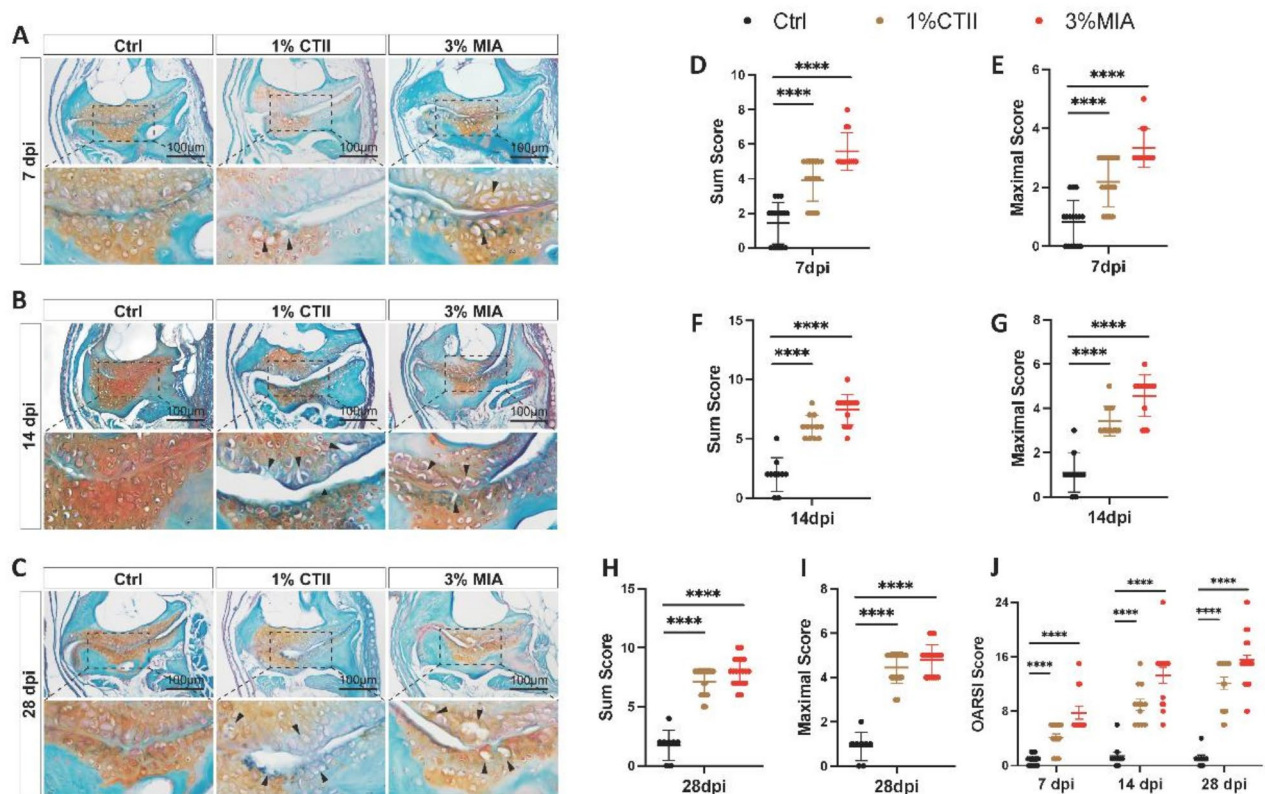 Ctrl 1%CTII 3%MIA
A
Ctrl 1% CTII 3% MIA
7 dpi
100μm 100μm 100μm
B
Ctrl 1% CTII 3% MIA
14 dpi
100μm 100μm 100μm
C
Ctrl 1% CTII 3% MIA
28 dpi
100μm 100μm 100μm
D
Sum Score
10
8
6
4
2
0
****
****
7dpi
E
Maximal Score
6
4
2
0
****
****
7dpi
F
Sum Score
15
10
5
0
****
****
14dpi
G
Maximal Score
8
6
4
2
0
****
****
14dpi
H
Sum Score
15
10
5
0
****
****
28dpi
I
Maximal Score
8
6
4
2
0
****
****
28dpi
J
OARSI Score
24
16
8
0
**** **** ****
**** **** ****
7 dpi 14 dpi 28 dpi